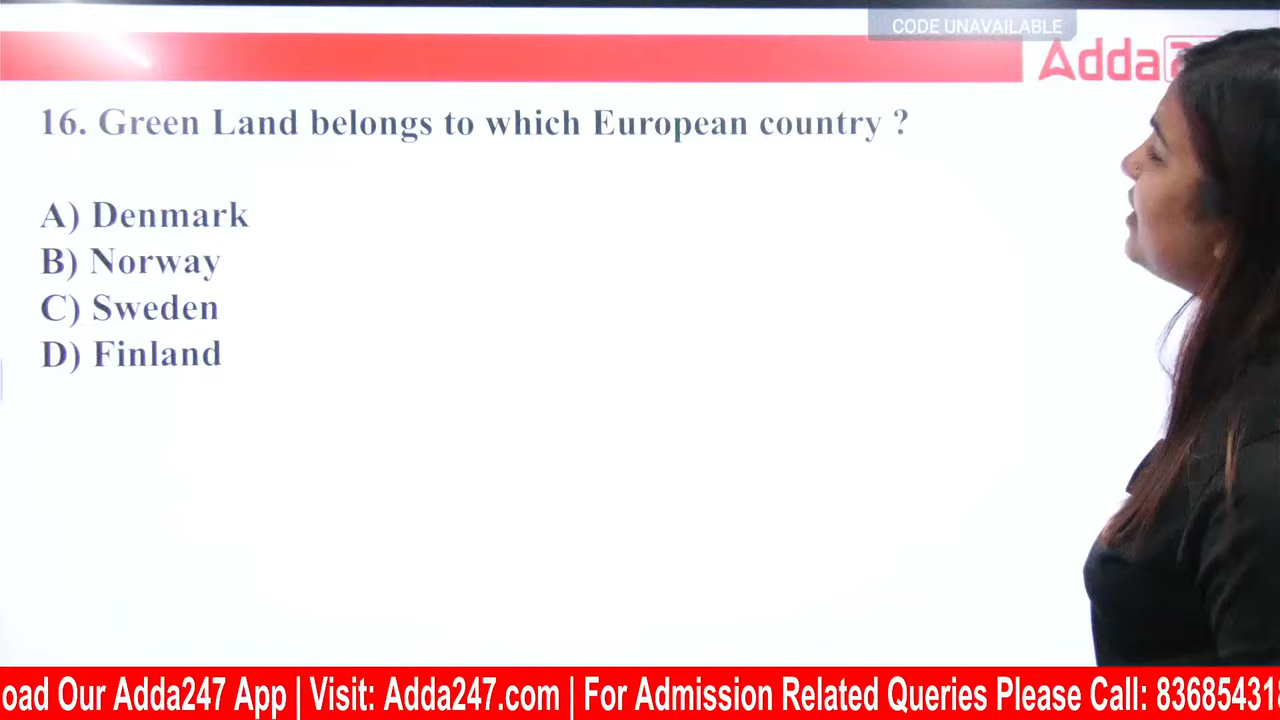 CODE UNAVAILABLE
Adda
16. Green Land belongs to which European country ?
A) Denmark
B) Norway
C) Sweden
D) Finland
oad Our Adda247 App | Visit: Adda247.com | For Admission Related Queries Please Call: 836854319